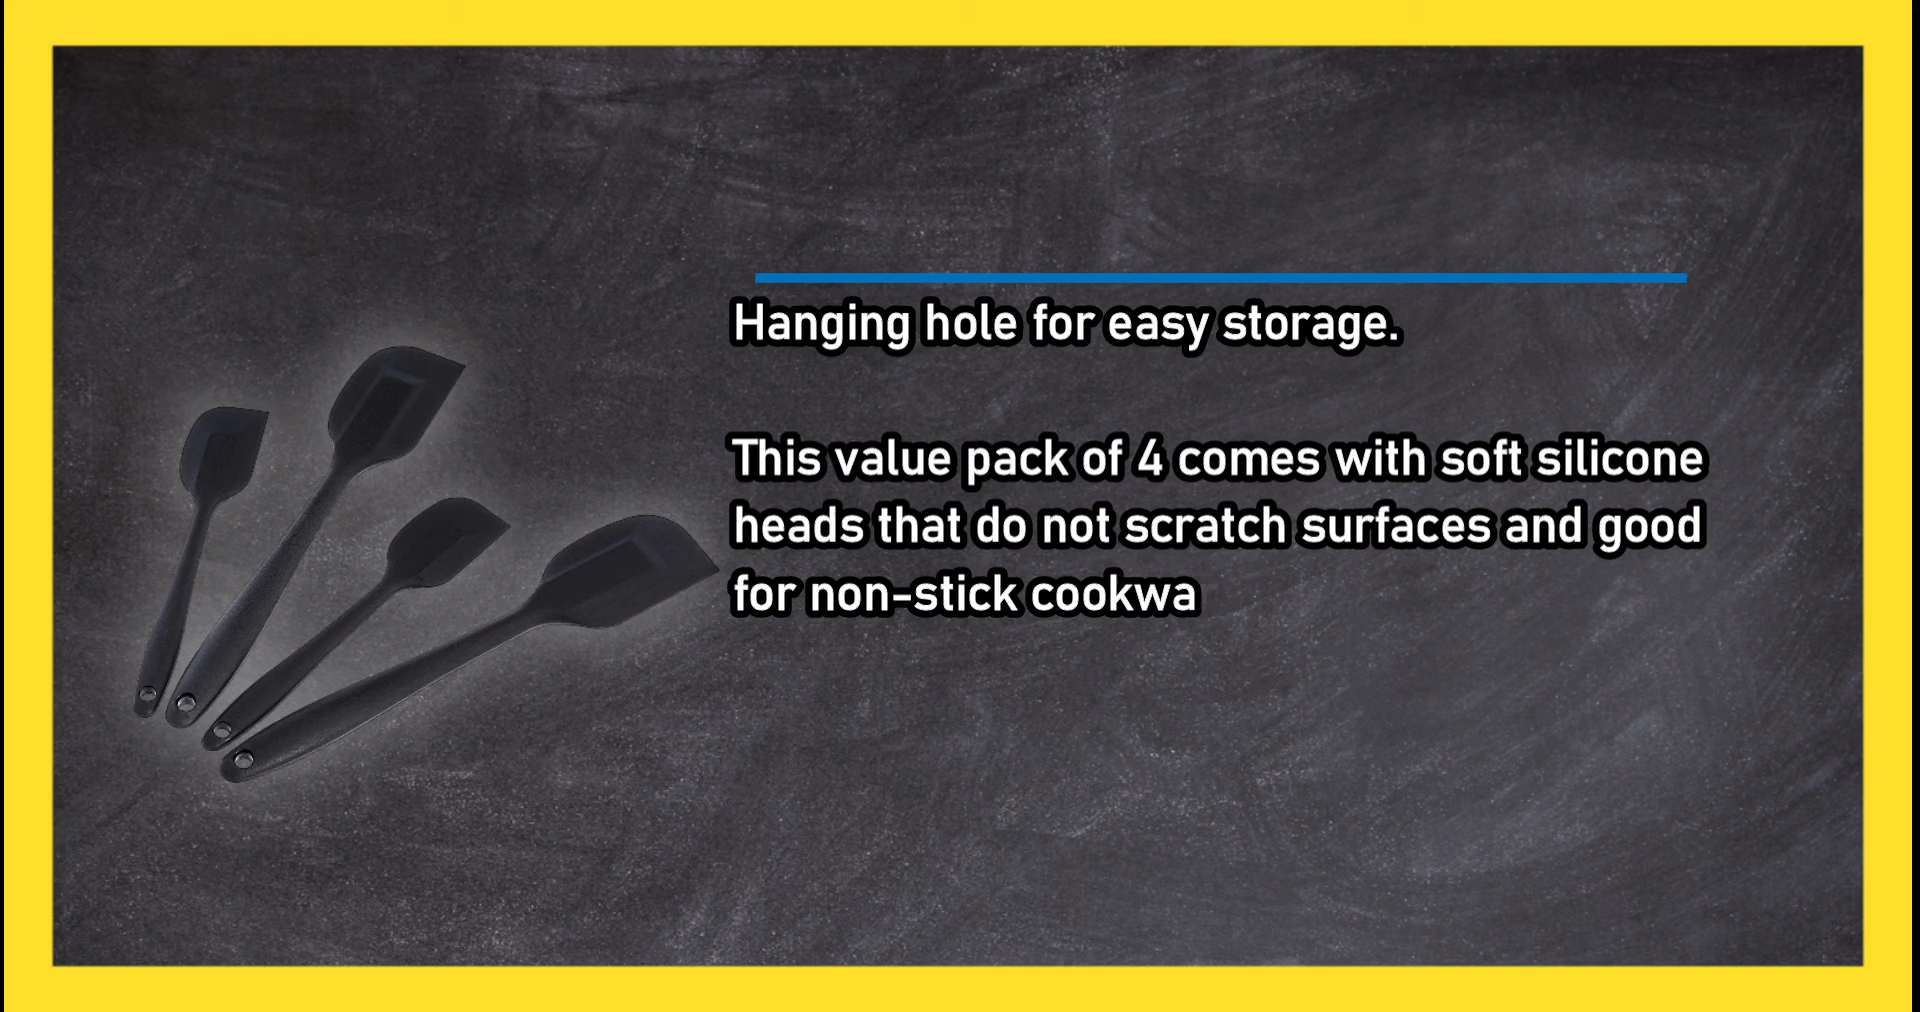 Hanging hole for easy storage.
This value pack of 4 comes with soft silicone
heads that do not scratch surfaces and good
for non-stick cookwa